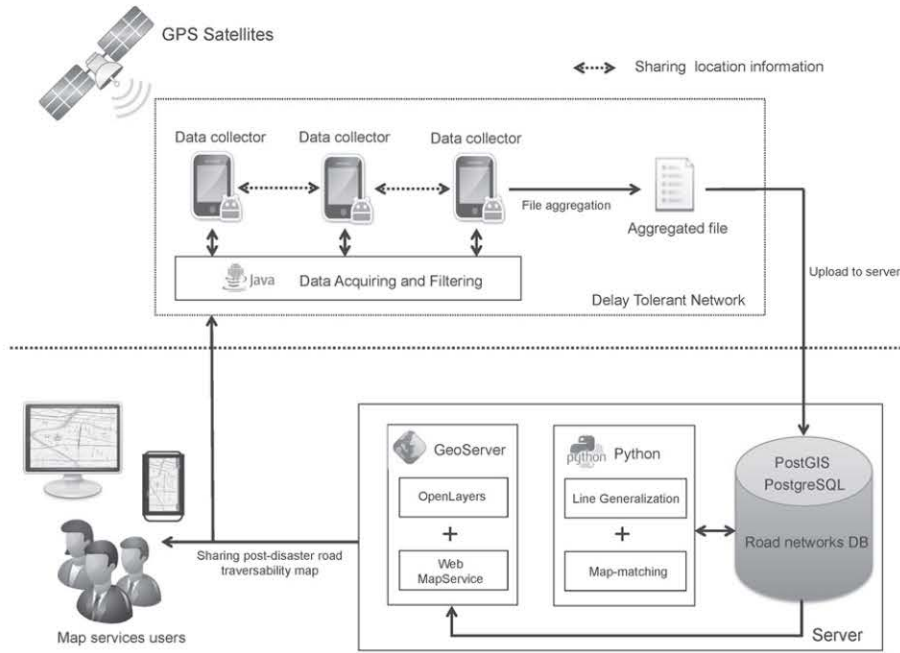 GPS Satellites
Sharing location information
Data collector
Data collector
Data collector
File aggregation
Aggregated file
Java
Data Acquiring and Filtering
Delay Tolerant Network
Upload to server
GeoServer
OpenLayers
+
Web
MapService
python
Python
Line Generalization
+
Map-matching
PostGIS
PostgreSQL
Road networks DB
Server
Sharing post-disaster road
traversability map
Map services users